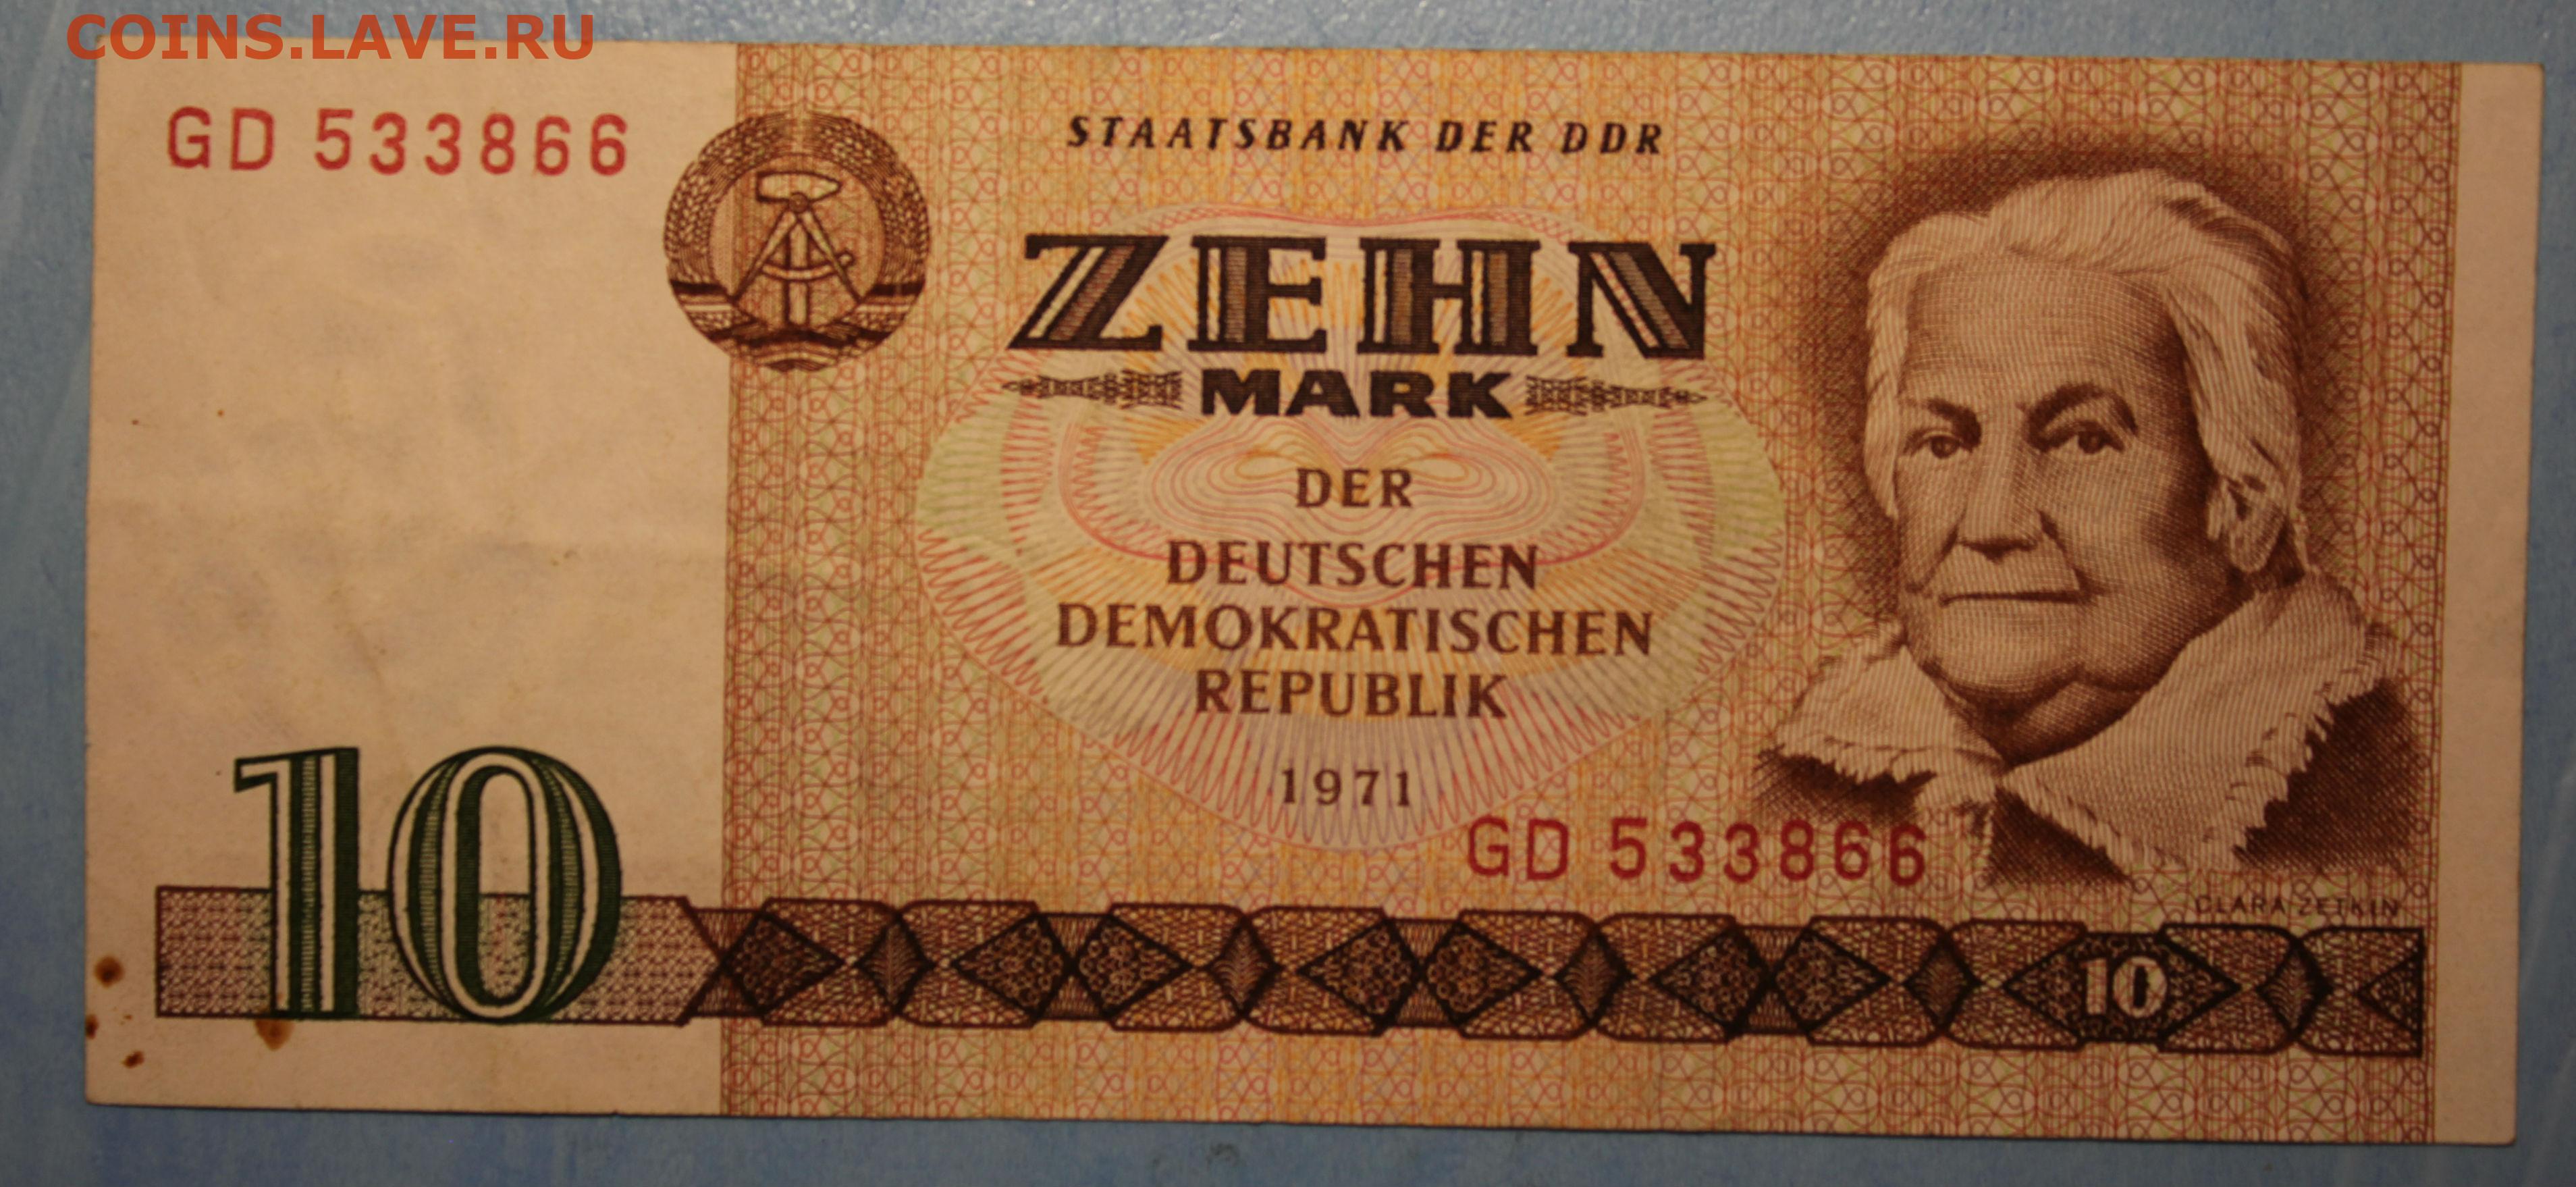 COINS.LAVE.RU
GD 533866
STAATSBANK DER DDR
ZEHN
MARK
DER
DEUTSCHEN
DEMOKRATISCHEN
REPUBLIK
1971
GD 533866
CLARA ZETKIN
10
10